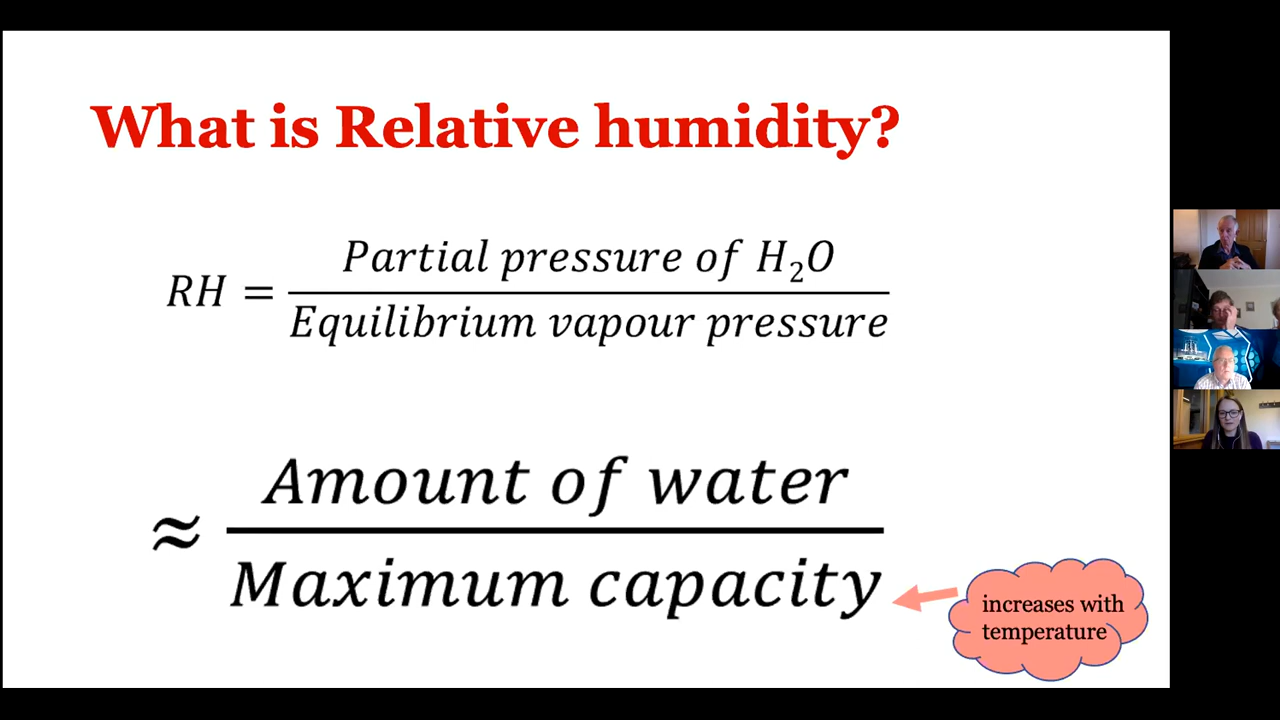 What is Relative humidity?
RH = Partial pressure of H₂O
Equilibrium vapour pressure
≈ Amount of water
Maximum capacity
increases with
temperature